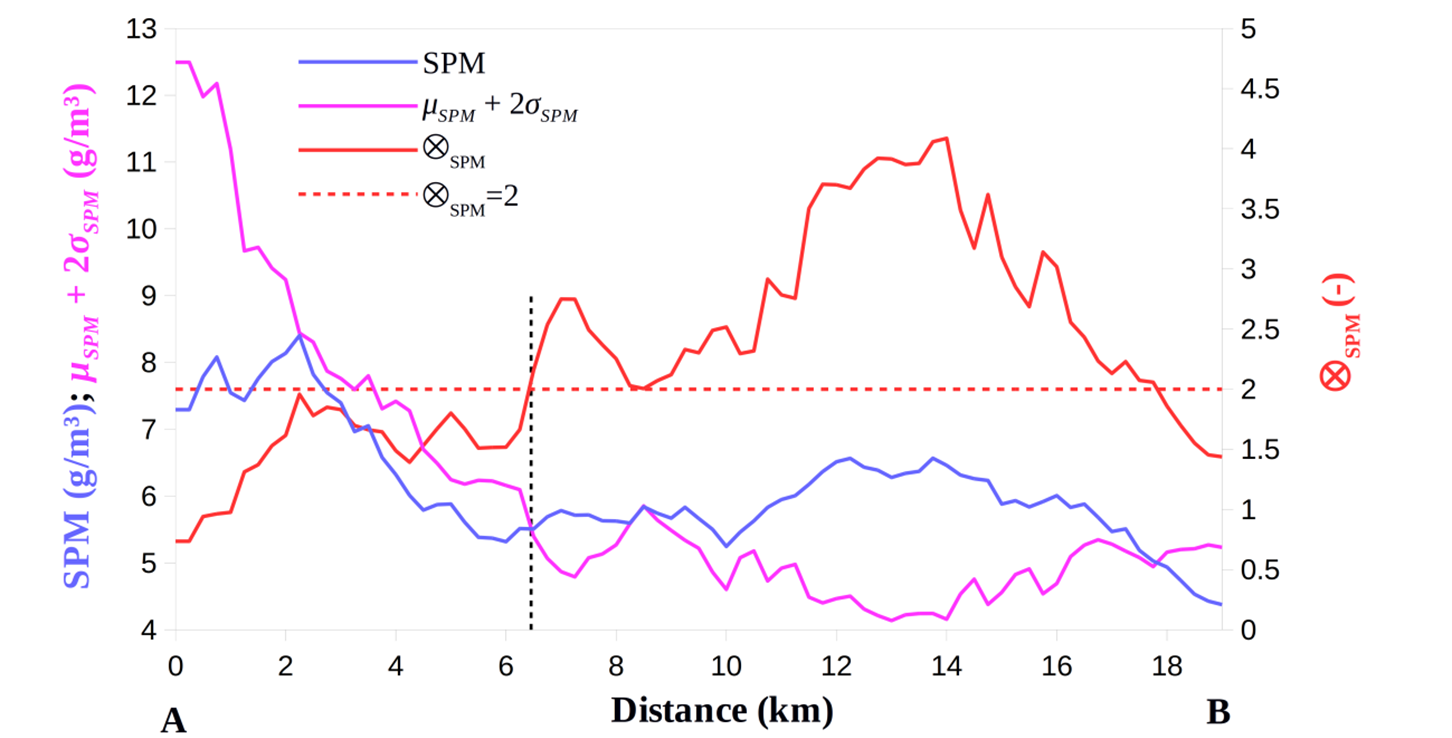 SPM (g/m³); μSPM + 2σSPM (g/m³)
13
12
11
10
9
8
7
6
5
4
SPM
μSPM + 2σSPM
⊗SPM
⊗SPM=2
5
4.5
4
3.5
3
2.5
2
1.5
1
0.5
0
⊗SPM (-)
0 2 4 6 8 10 12 14 16 18
A Distance (km) B